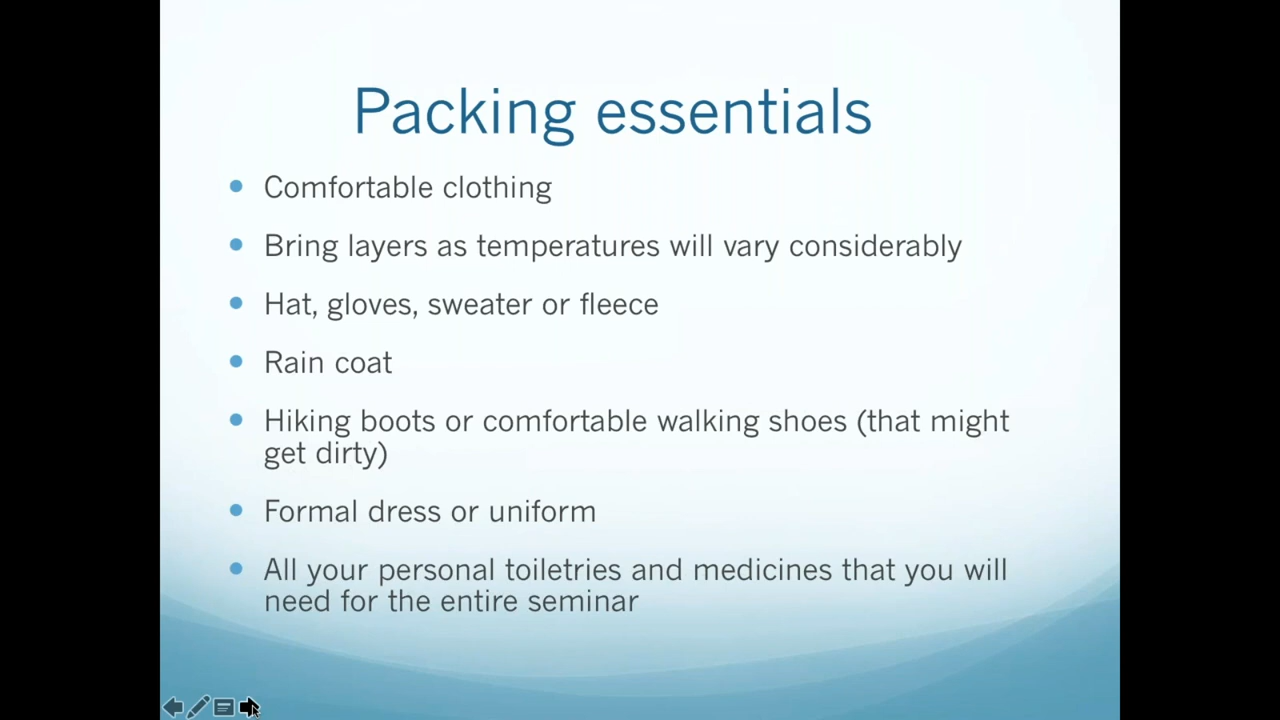 Packing essentials
Comfortable clothing
Bring layers as temperatures will vary considerably
Hat, gloves, sweater or fleece
Rain coat
Hiking boots or comfortable walking shoes (that might
get dirty)
Formal dress or uniform
All your personal toiletries and medicines that you will
need for the entire seminar